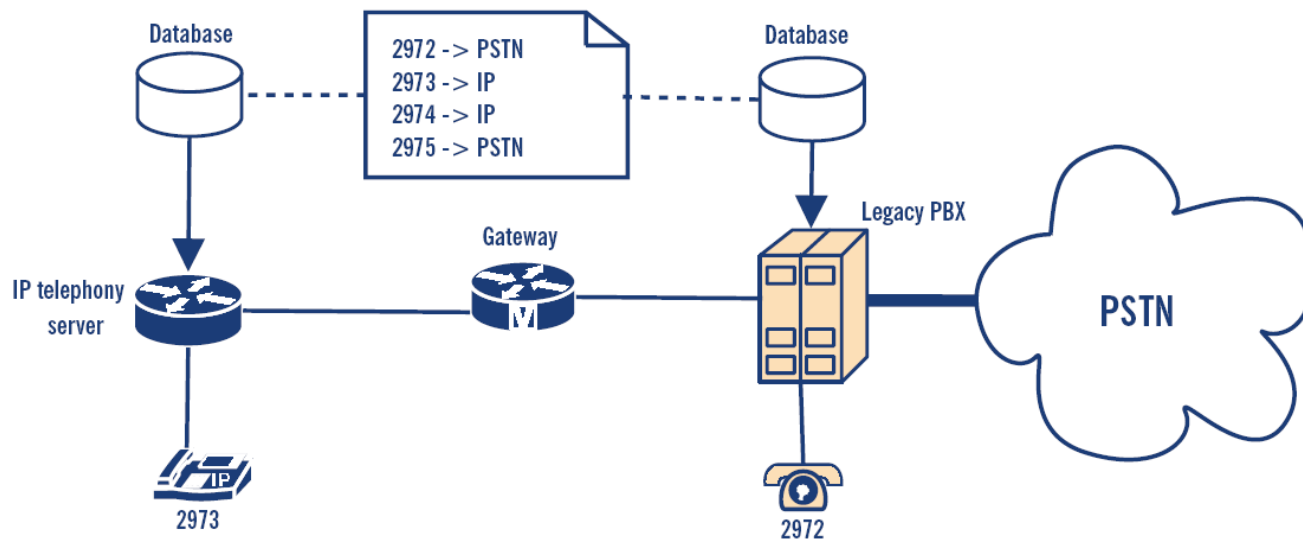 Database
2972 -> PSTN
2973 -> IP
2974 -> IP
2975 -> PSTN
Database
Legacy PBX
Gateway
IP telephony
server
M
PSTN
IP
2973
2972